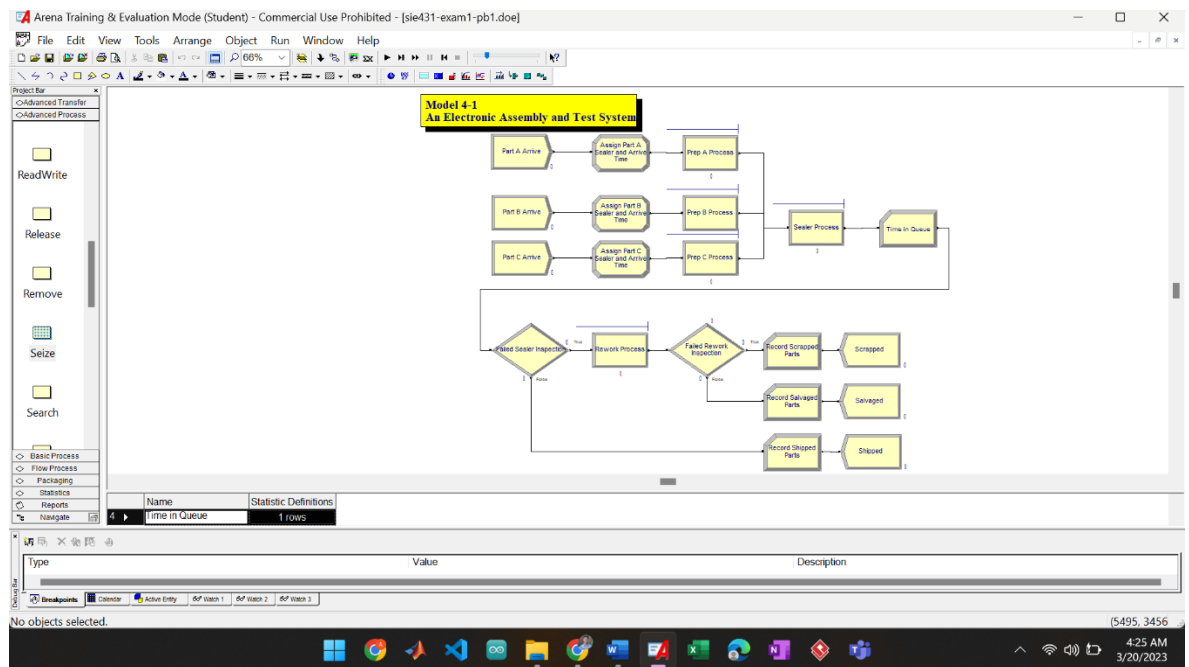 Arena Training & Evaluation Mode (Student) - Commercial Use Prohibited - [sie431-exam1-pb1.doe]
File Edit View Tools Arrange Object Run Window Help
66%
Project Bar
Advanced Transfer
Advanced Process
ReadWrite
Release
Remove
Seize
Search
Basic Process
Flow Process
Packaging
Statistics
Reports
Navigate
Model 4-1
An Electronic Assembly and Test System
Part A Arrive
Assign Part A
Sealer and Arrive
Time
Prep A Process
Part B Arrive
Assign Part B
Sealer and Arrive
Time
Prep B Process
Sealer Process
Time in Queue
Part C Arrive
Assign Part C
Sealer and Arrive
Time
Prep C Process
Failed Sealer Inspection
True
False
Rework Process
Failed Rework
Inspection
True
False
Record Scrapped
Parts
Scrapped
Record Salvaged
Parts
Salvaged
Record Shipped
Parts
Shipped
Name Statistic Definitions
4 Time in Queue 1 rows
Type Value Description
Debug Bar
Breakpoints Calendar Active Entity Watch 1 Watch 2 Watch 3
No objects selected. (5495, 3456
4:25 AM
3/20/2023